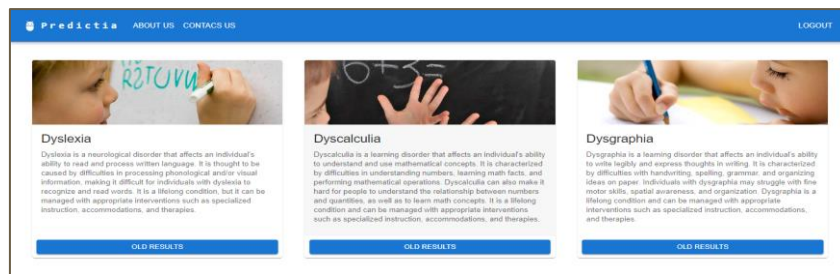 Predictia ABOUT US CONTACS US LOGOUT
RSTUVW
6+3=
Dyslexia
Dyslexia is a neurological disorder that affects an individual's
ability to read and process written language. It is thought to be
caused by difficulties in processing phonological and/or visual
information, making it difficult for individuals with dyslexia to
recognize and read words. It is a lifelong condition, but it can be
managed with appropriate interventions such as specialized
instruction, accommodations, and therapies.
OLD RESULTS
Dyscalculia
Dyscalculia is a learning disorder that affects an individual's ability
to understand and use mathematical concepts. It is characterized
by difficulties in understanding numbers, learning math facts, and
performing mathematical operations. Dyscalculia can also make it
hard for people to understand the relationship between numbers
and quantities, as well as to learn math concepts. It is a lifelong
condition and can be managed with appropriate interventions
such as specialized instruction, accommodations, and therapies.
OLD RESULTS
Dysgraphia
Dysgraphia is a learning disorder that affects an individual's ability
to write legibly and express thoughts in writing. It is characterized
by difficulties with handwriting, spelling, grammar, and organizing
ideas on paper. Individuals with dysgraphia may struggle with fine
motor skills, spatial awareness, and organization. Dysgraphia is a
lifelong condition and can be managed with appropriate
interventions such as specialized instruction, accommodations,
and therapies.
OLD RESULTS